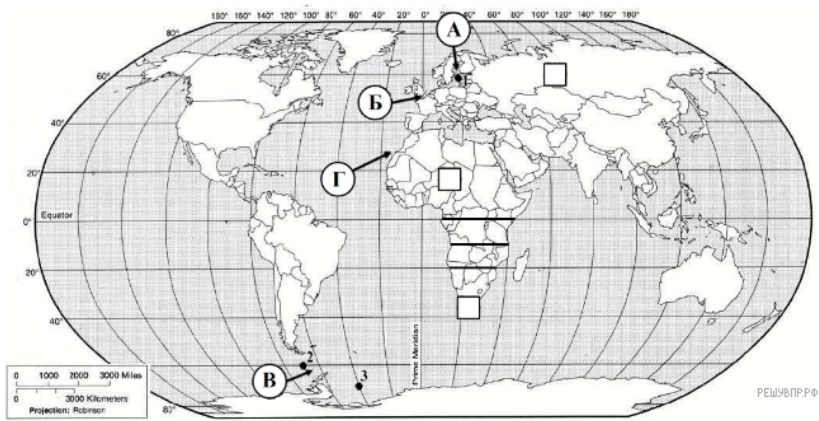 180° 160° 140° 120° 100° 80° 60° 40° 20° 0° 20° 40° 60° 80° 100° 120° 140° 160° 180°
80°
А
60°
1
Б
40°
Г
20°
Equator
0°
20°
40°
Prime Meridian
2
В
3
0 1000 2000 3000 Miles
0 3000 Kilometers
Projection: Robinson
80°
РЕШУВПР.РФ